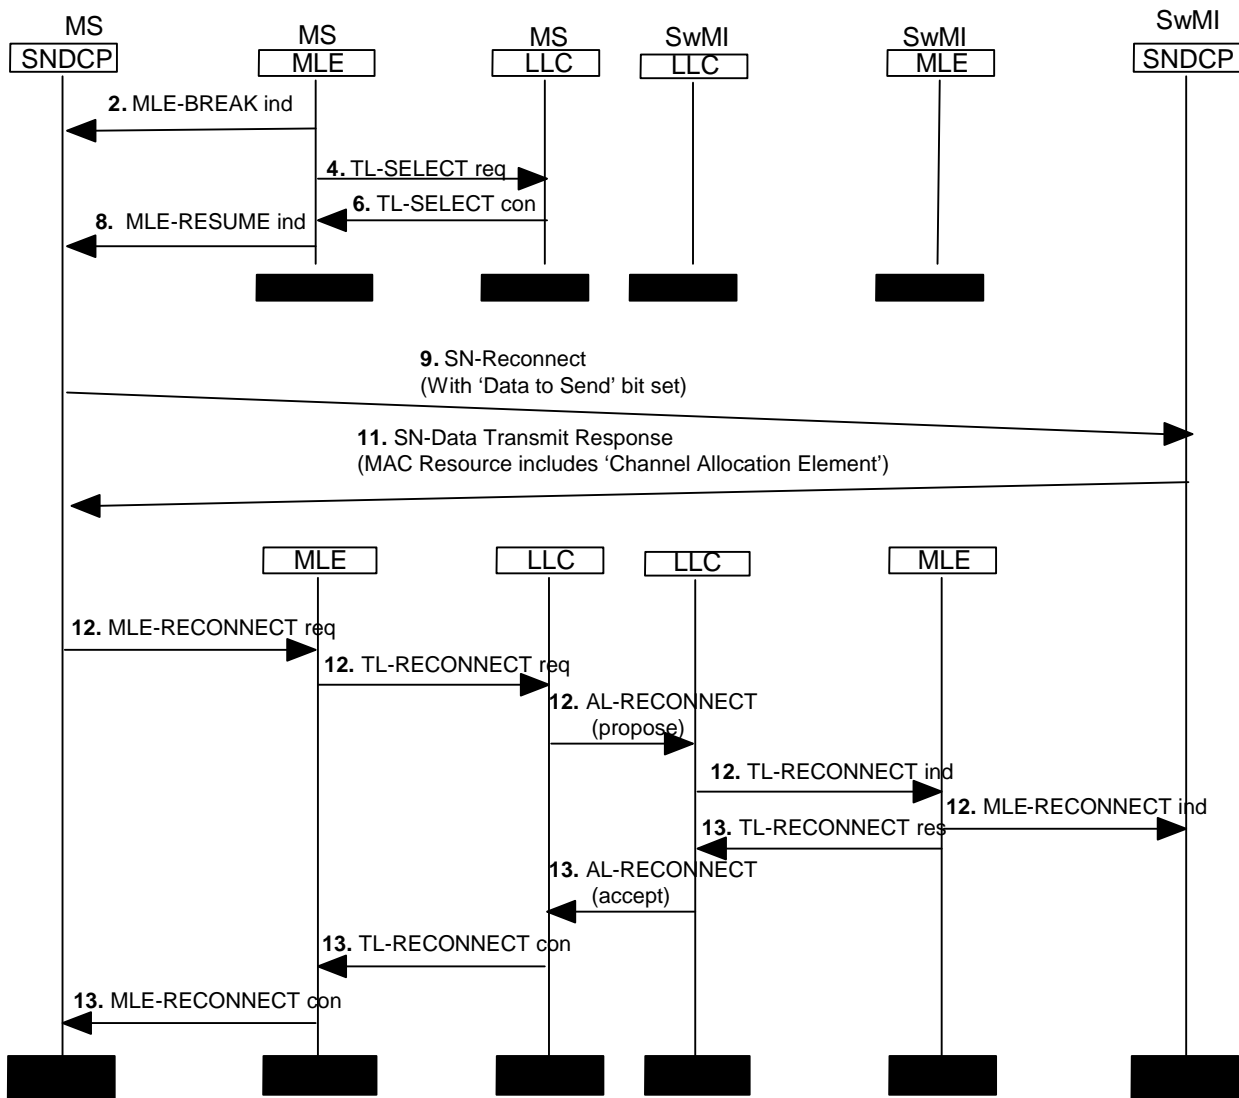 MS
MS
MS
SwMI
SwMI
SwMI
SNDCP
MLE
LLC
LLC
MLE
SNDCP
2. MLE-BREAK ind
4. TL-SELECT req
6. TL-SELECT con
8. MLE-RESUME ind
9. SN-Reconnect
(With ‘Data to Send’ bit set)
11. SN-Data Transmit Response
(MAC Resource includes ‘Channel Allocation Element’)
MLE
LLC
LLC
MLE
12. MLE-RECONNECT req
12. TL-RECONNECT req
12. AL-RECONNECT
(propose)
12. TL-RECONNECT ind
12. MLE-RECONNECT ind
13. TL-RECONNECT res
13. AL-RECONNECT
(accept)
13. TL-RECONNECT con
13. MLE-RECONNECT con